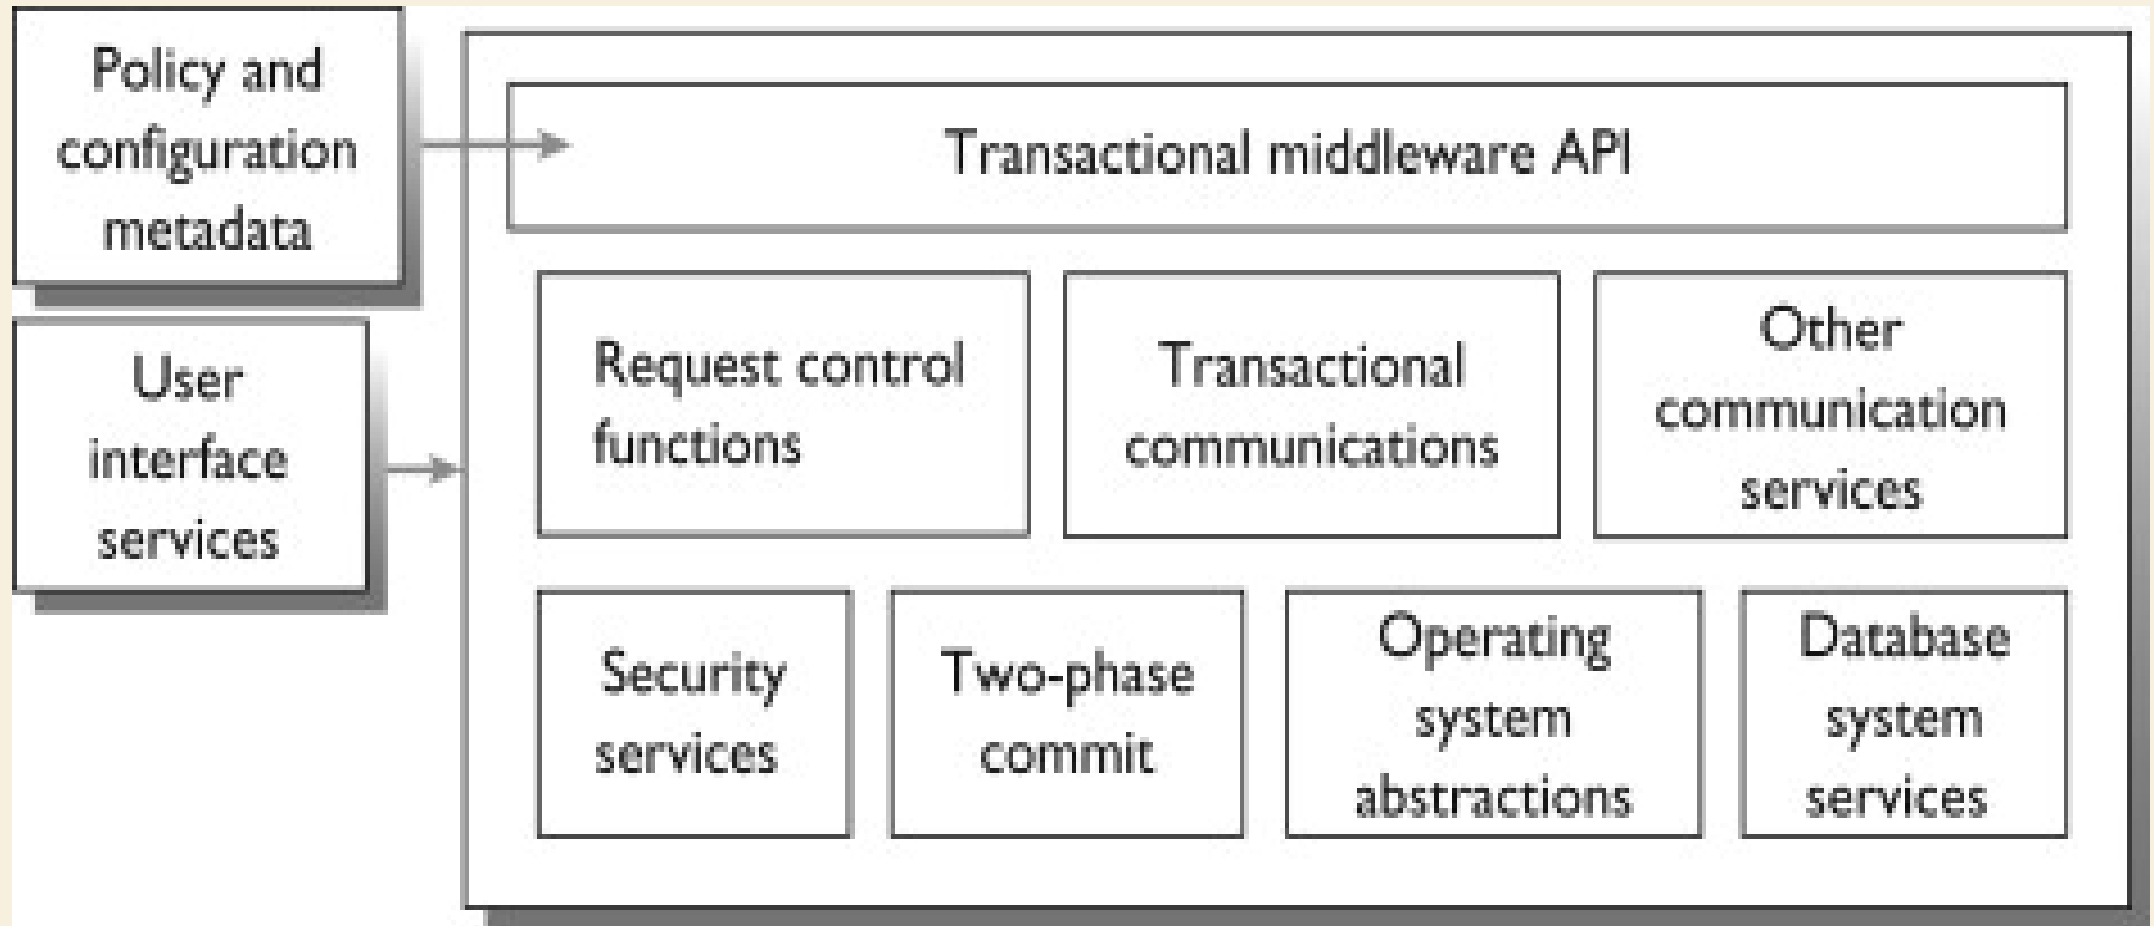 Policy and
configuration
metadata
Transactional middleware API
User
interface
services
Request control
functions
Transactional
communications
Other
communication
services
Security
services
Two-phase
commit
Operating
system
abstractions
Database
system
services